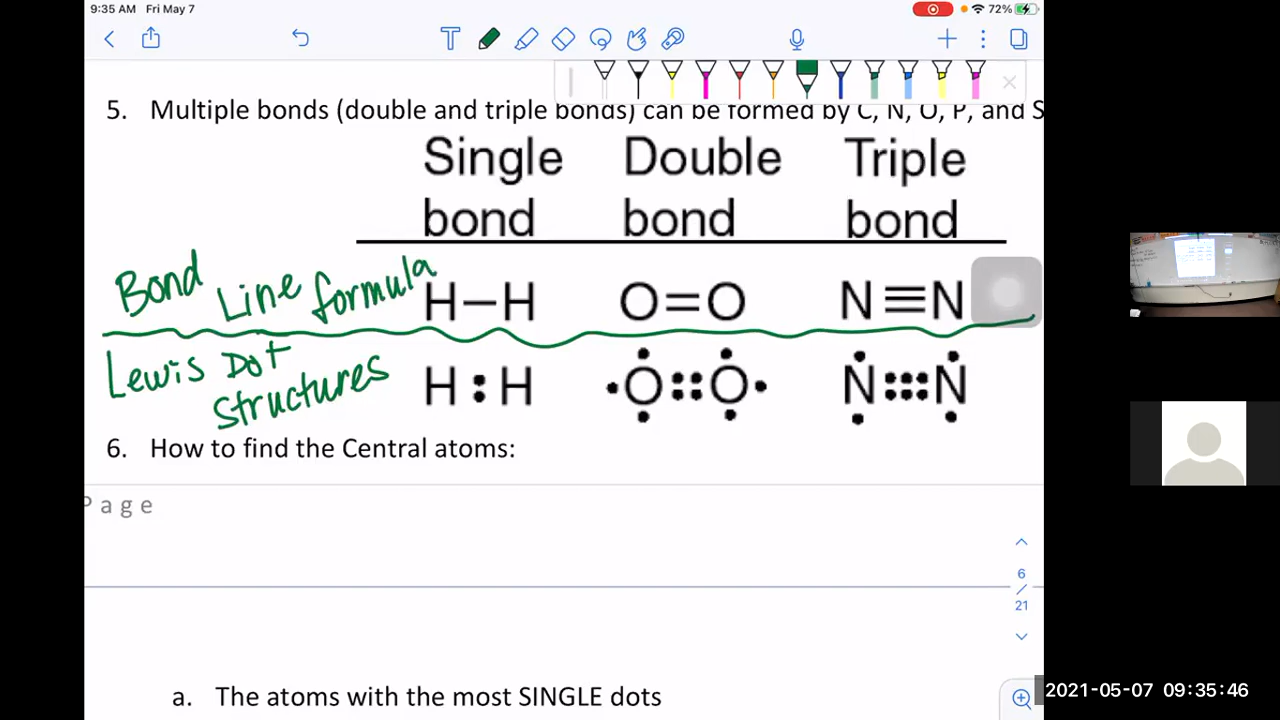 9:35 AM Fri May 7
72%
5. Multiple bonds (double and triple bonds) can be formed by C, N, O, P, and S
Single Double Triple
bond bond bond
Bond Line formula
H–H O=O N≡N
Lewis Dot
structures
H:H O::O N:::N
6. How to find the Central atoms:
Page
6
/
21
a. The atoms with the most SINGLE dots
2021-05-07 09:35:46